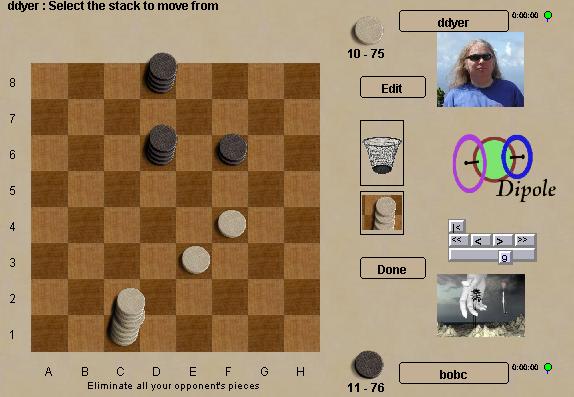 ddyer : Select the stack to move from
ddyer
0:00:00
10 - 75
Edit
8
7
6
5
4
3
2
1
Dipole
|<
<< < > >>
9
Done
A B C D E F G H
Eliminate all your opponent's pieces
11 - 76
bobc
0:00:00